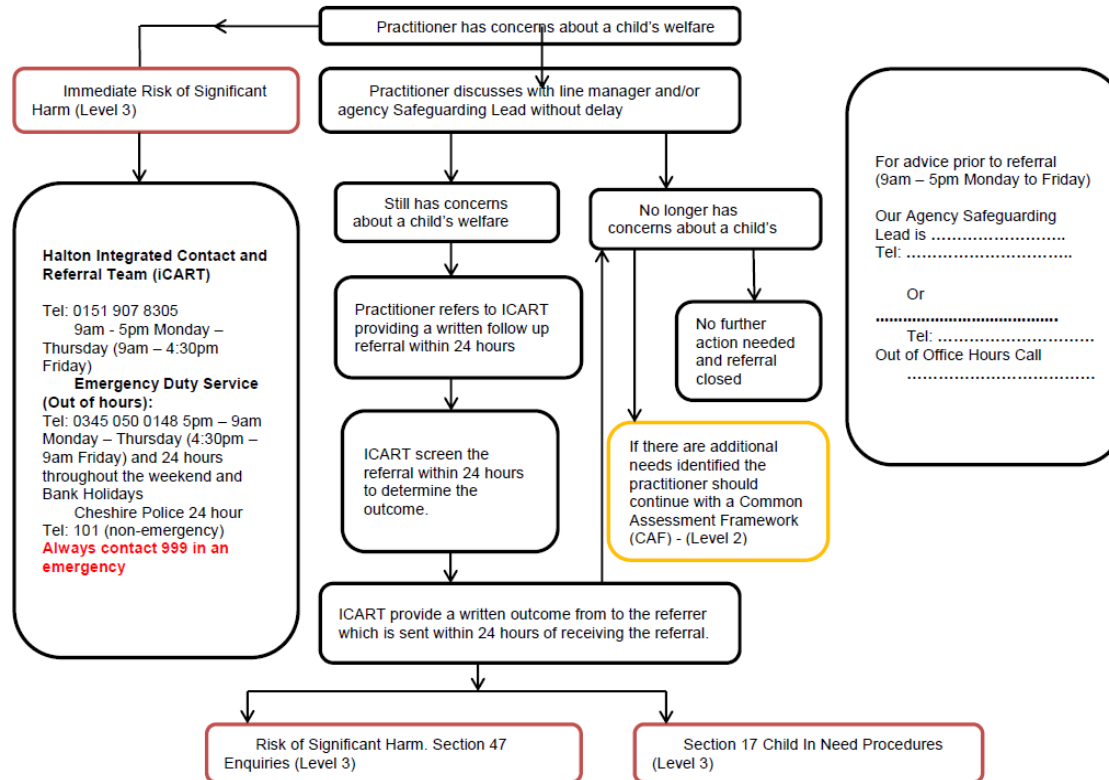 Practitioner has concerns about a child's welfare
Immediate Risk of Significant
Harm (Level 3)
Practitioner discusses with line manager and/or
agency Safeguarding Lead without delay
Still has concerns
about a child's welfare
No longer has
concerns about a child's
For advice prior to referral
(9am – 5pm Monday to Friday)
Our Agency Safeguarding
Lead is ……………………..
Tel: …………………………..
Or
………………………………….
Tel: ……………………………
Out of Office Hours Call
…………………………………
Halton Integrated Contact and
Referral Team (iCART)
Tel: 0151 907 8305
9am - 5pm Monday –
Thursday (9am – 4:30pm
Friday)
Emergency Duty Service
(Out of hours):
Tel: 0345 050 0148 5pm – 9am
Monday – Thursday (4:30pm –
9am Friday) and 24 hours
throughout the weekend and
Bank Holidays
Cheshire Police 24 hour
Tel: 101 (non-emergency)
Always contact 999 in an
emergency
Practitioner refers to ICART
providing a written follow up
referral within 24 hours
No further
action needed
and referral
closed
ICART screen the
referral within 24 hours
to determine the
outcome.
If there are additional
needs identified the
practitioner should
continue with a Common
Assessment Framework
(CAF) - (Level 2)
ICART provide a written outcome from to the referrer
which is sent within 24 hours of receiving the referral.
Risk of Significant Harm. Section 47
Enquiries (Level 3)
Section 17 Child In Need Procedures
(Level 3)